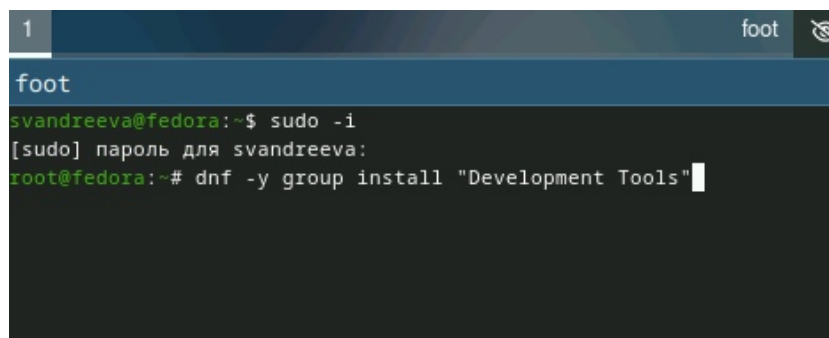 1 foot
foot
svandreeva@fedora:~$ sudo -i
[sudo] пароль для svandreeva:
root@fedora:~# dnf -y group install "Development Tools"